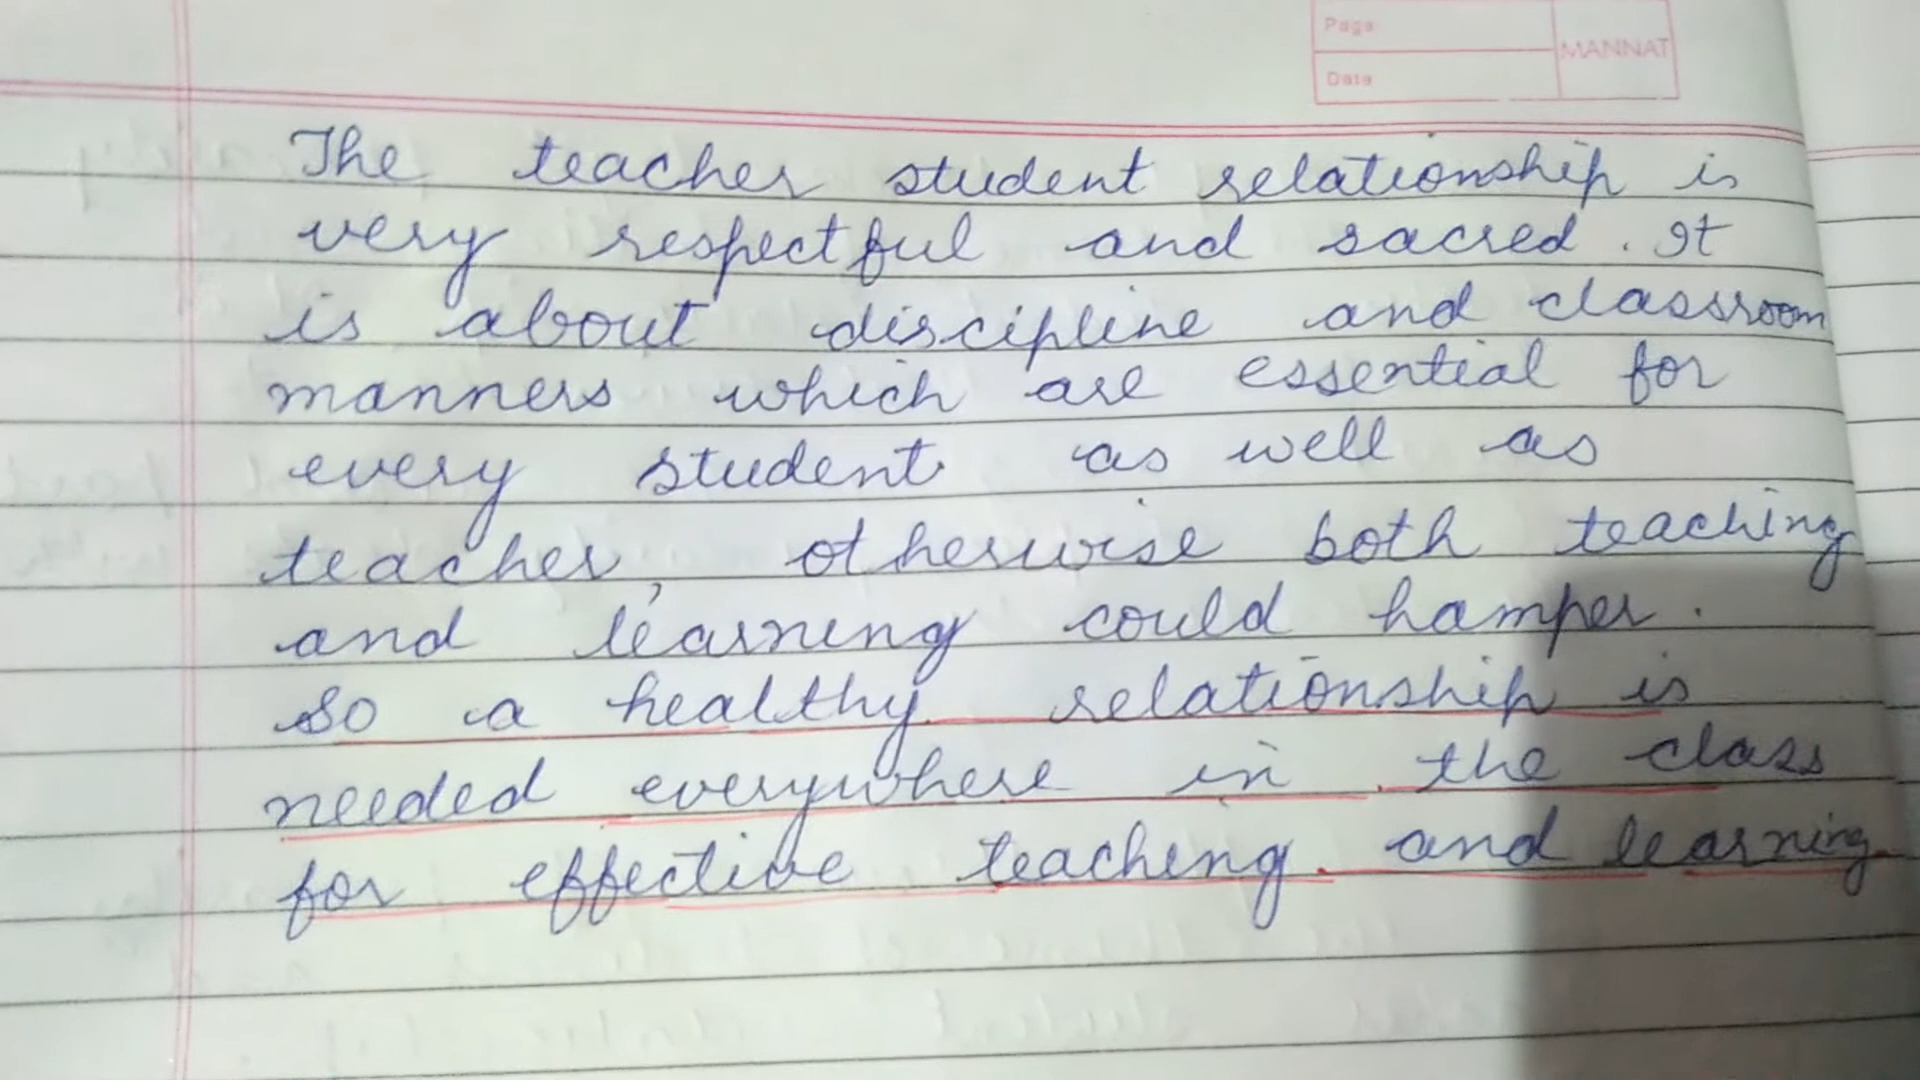 Page
MANNAT
Date
The teacher student relationship is
very respectful and sacred. It
is about discipline and classroom
manners which are essential for
every student as well as
teacher, otherwise both teaching
and learning could hamper.
So a healthy relationship is
needed everywhere in the class
for effective teaching and learning